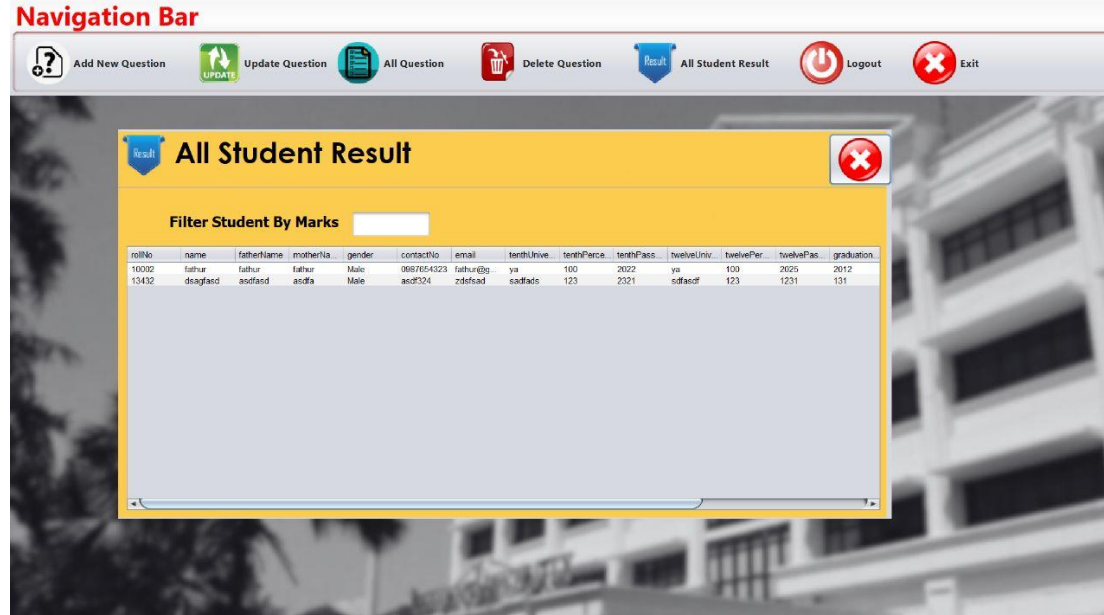 Navigation Bar
Add New Question UPDATE Update Question All Question Delete Question Result All Student Result Logout Exit
Result All Student Result
Filter Student By Marks
rollNo name fatherName motherNa... gender contactNo email tenthUnive... tenthPerce... tenthPass... twelveUniv... twelvePer... twelvePas... graduation...
10002 fathur fathur fathur Male 0987654323 fathur@g... ya 100 2022 ya 100 2025 2012
13432 dsagfasd asdfasd asdfa Male asdf324 zdsfsad sadfads 123 2321 sdfasdf 123 1231 131